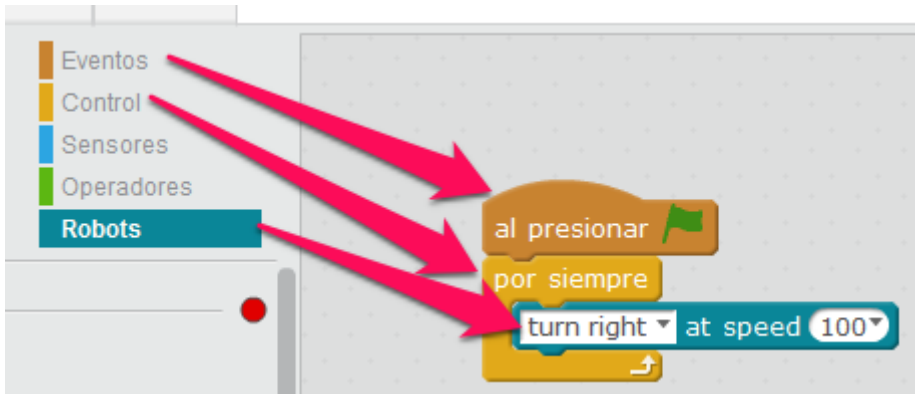 Eventos
Control
Sensores
Operadores
Robots
al presionar
por siempre
turn right at speed 100